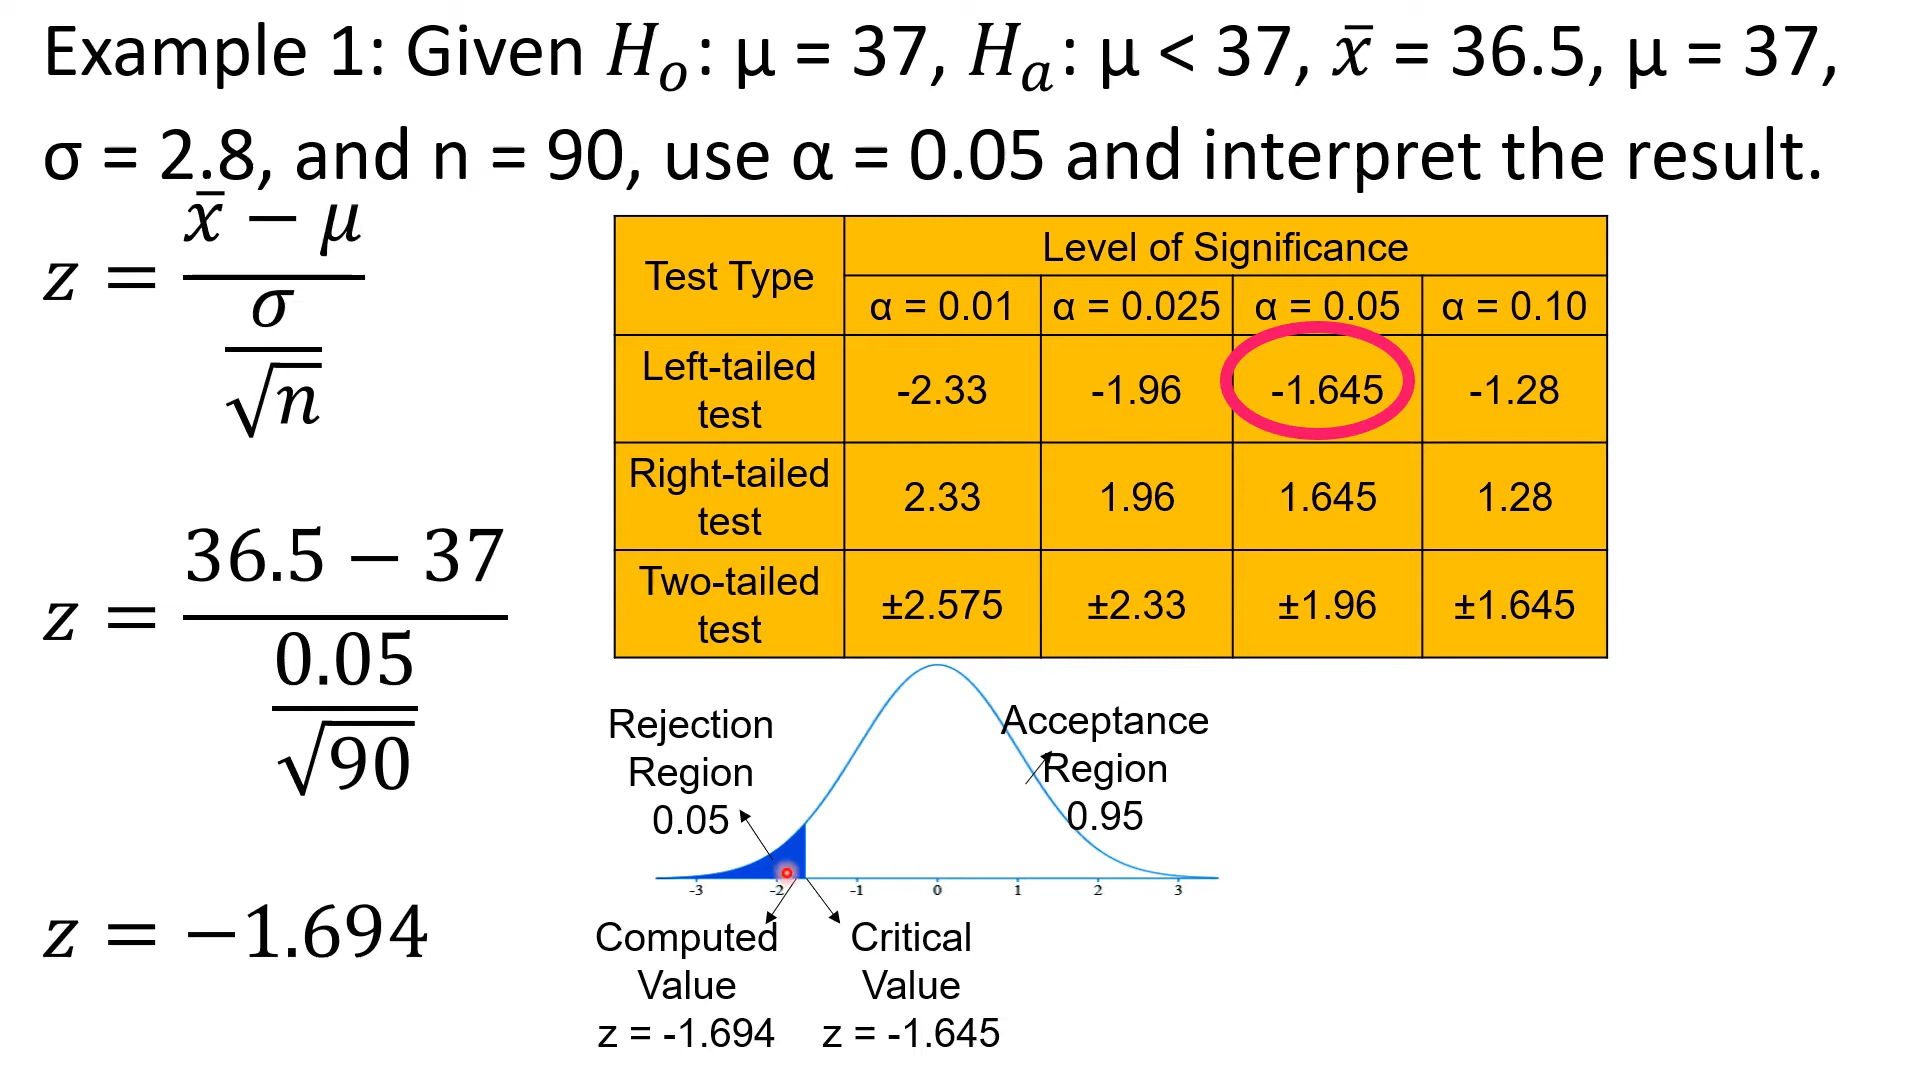 Example 1: Given Hₒ: μ = 37, Hₐ: μ < 37, x̄ = 36.5, μ = 37,
σ = 2.8, and n = 90, use α = 0.05 and interpret the result.
z = (x̄ − μ) / (σ / √n)
z = (36.5 − 37) / (0.05 / √90)
z = −1.694
Test Type
Level of Significance
α = 0.01 α = 0.025 α = 0.05 α = 0.10
Left-tailed
test
-2.33 -1.96 -1.645 -1.28
Right-tailed
test
2.33 1.96 1.645 1.28
Two-tailed
test
±2.575 ±2.33 ±1.96 ±1.645
Rejection
Region
0.05
Acceptance
Region
0.95
-3 -2 -1 0 1 2 3
Computed
Value
z = -1.694
Critical
Value
z = -1.645